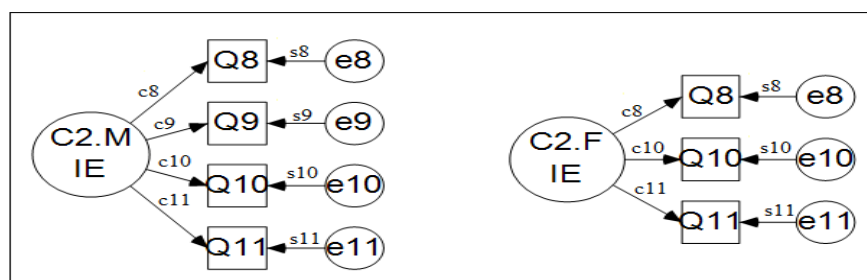 Q8
s8
e8
c8
Q9
s9
e9
c9
C2.M
IE
c10
Q10
s10
e10
c11
Q11
s11
e11
Q8
s8
e8
c8
C2.F
IE
c10
Q10
s10
e10
c11
Q11
s11
e11